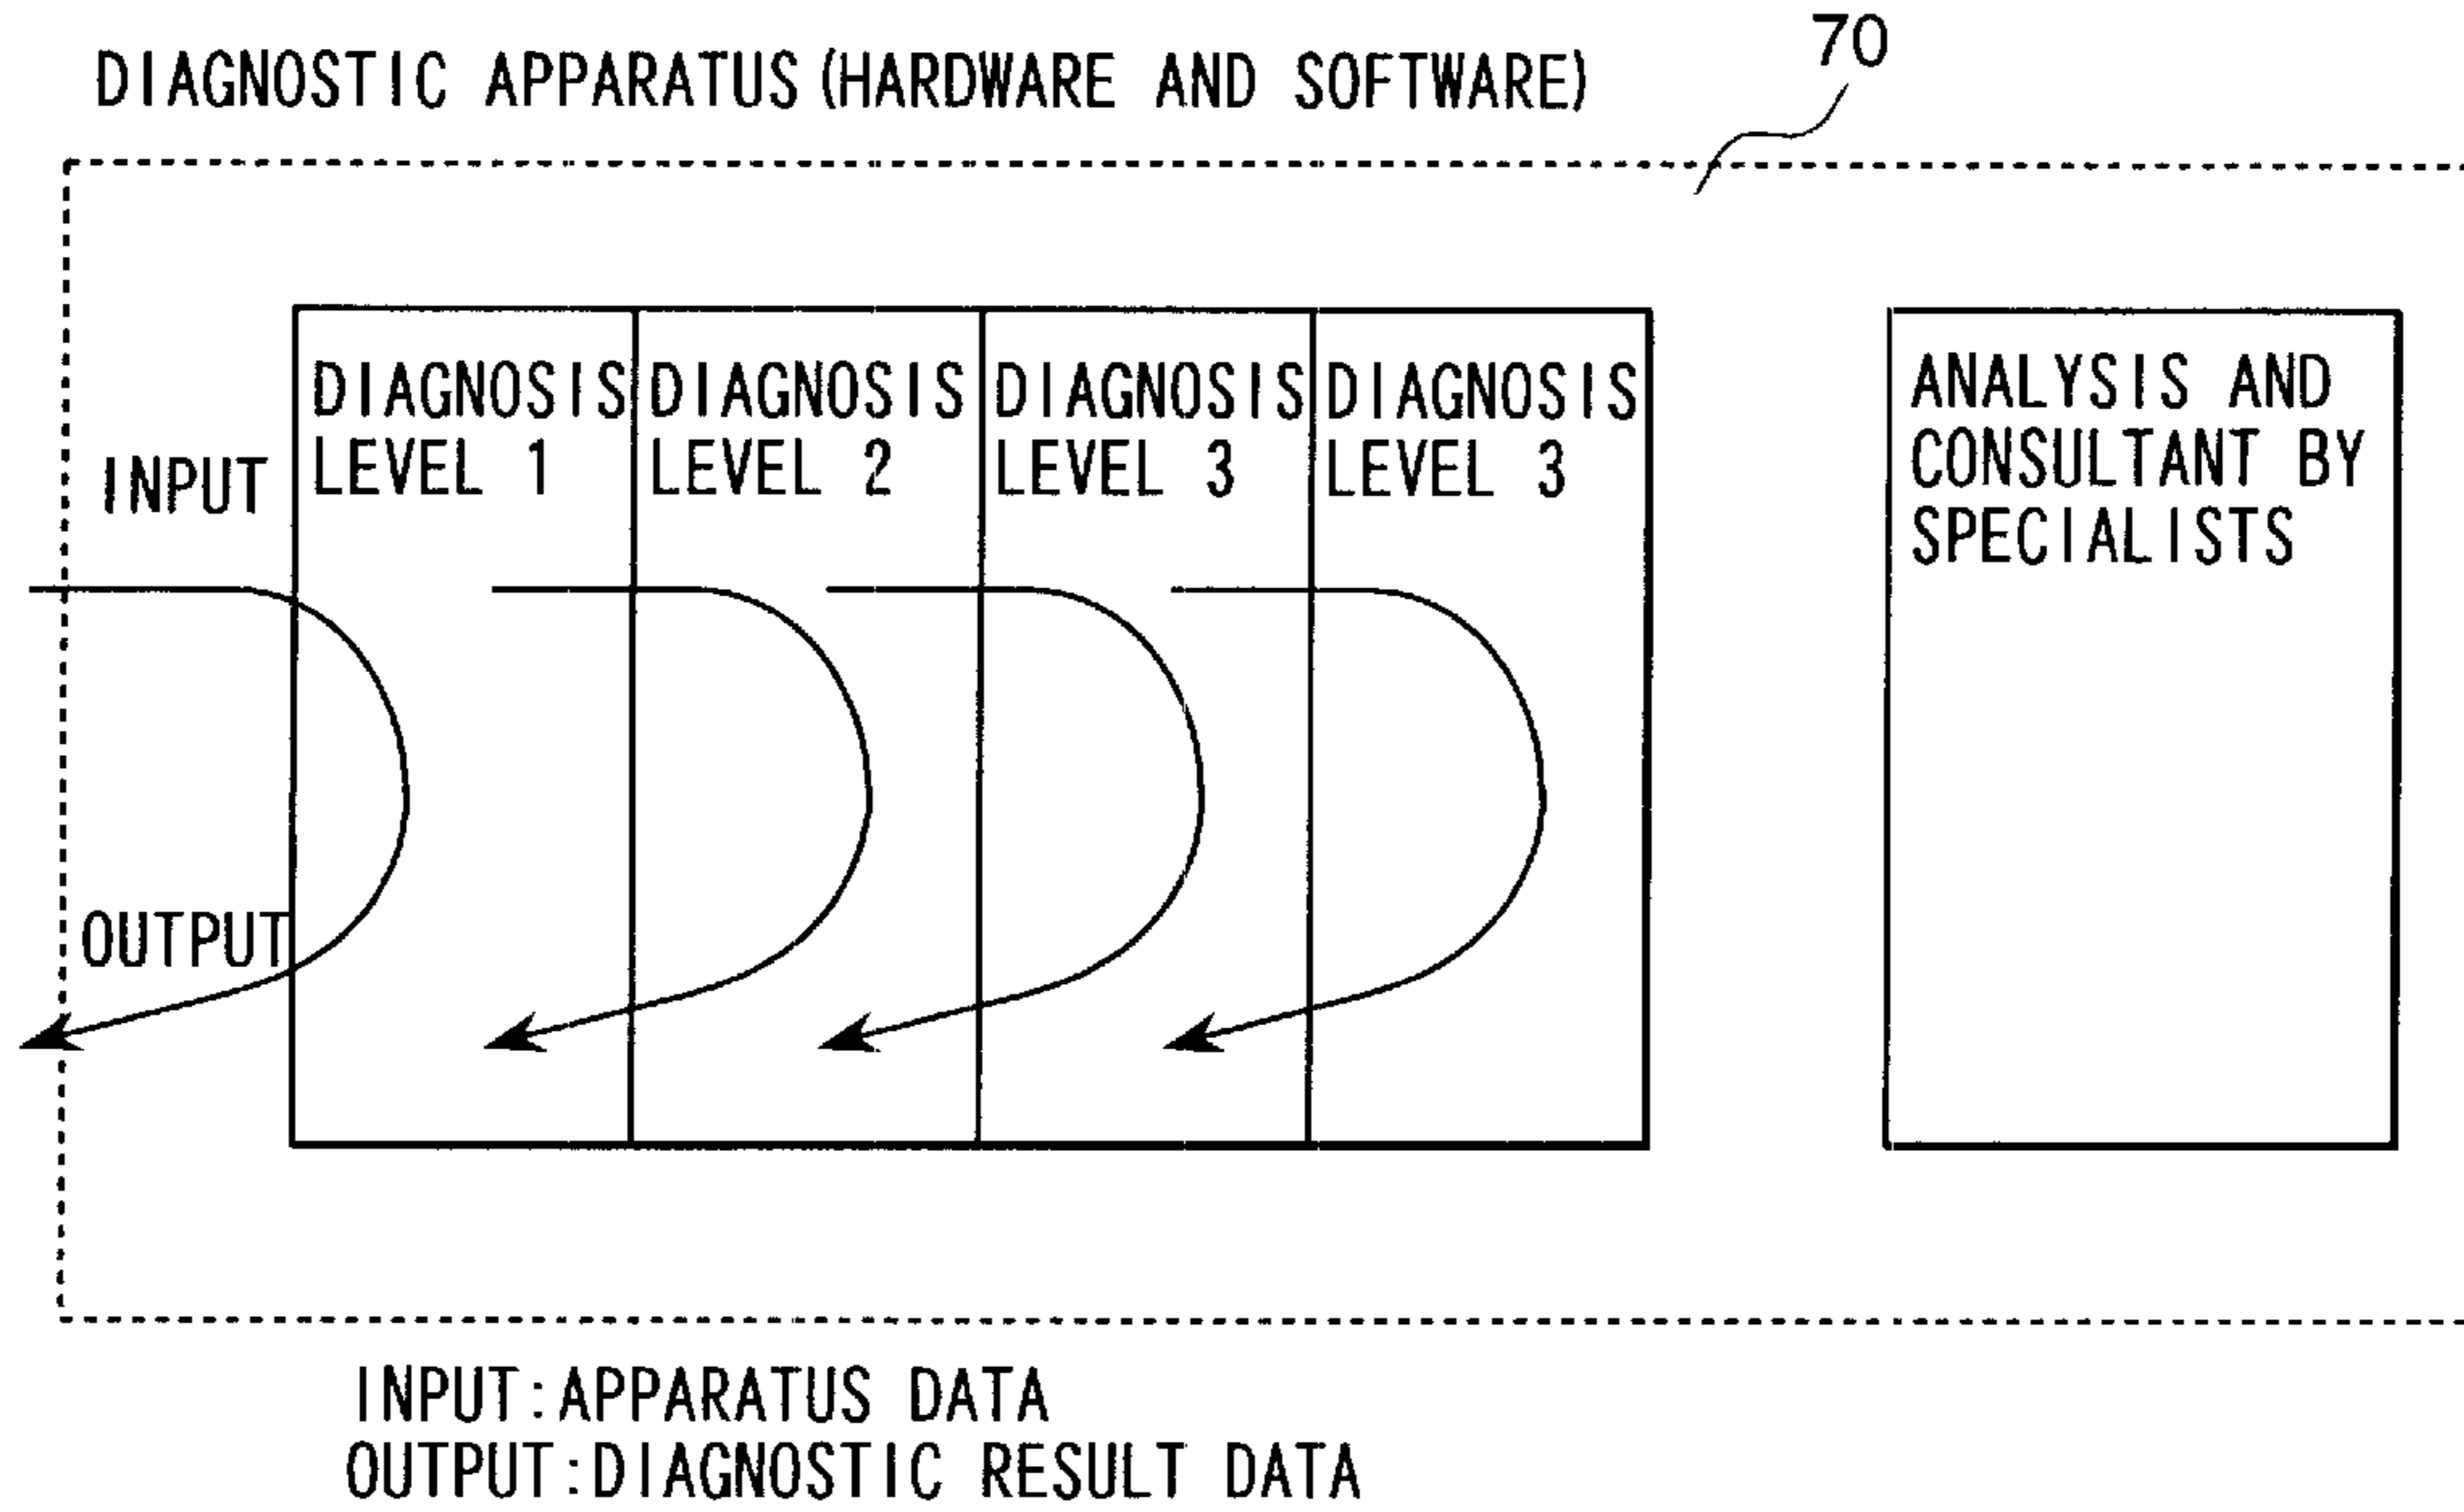 70
DIAGNOSTIC APPARATUS (HARDWARE AND SOFTWARE)
INPUT
DIAGNOSIS
LEVEL 1
DIAGNOSIS
LEVEL 2
DIAGNOSIS
LEVEL 3
DIAGNOSIS
LEVEL 3
ANALYSIS AND
CONSULTANT BY
SPECIALISTS
OUTPUT
INPUT:APPARATUS DATA
OUTPUT:DIAGNOSTIC RESULT DATA